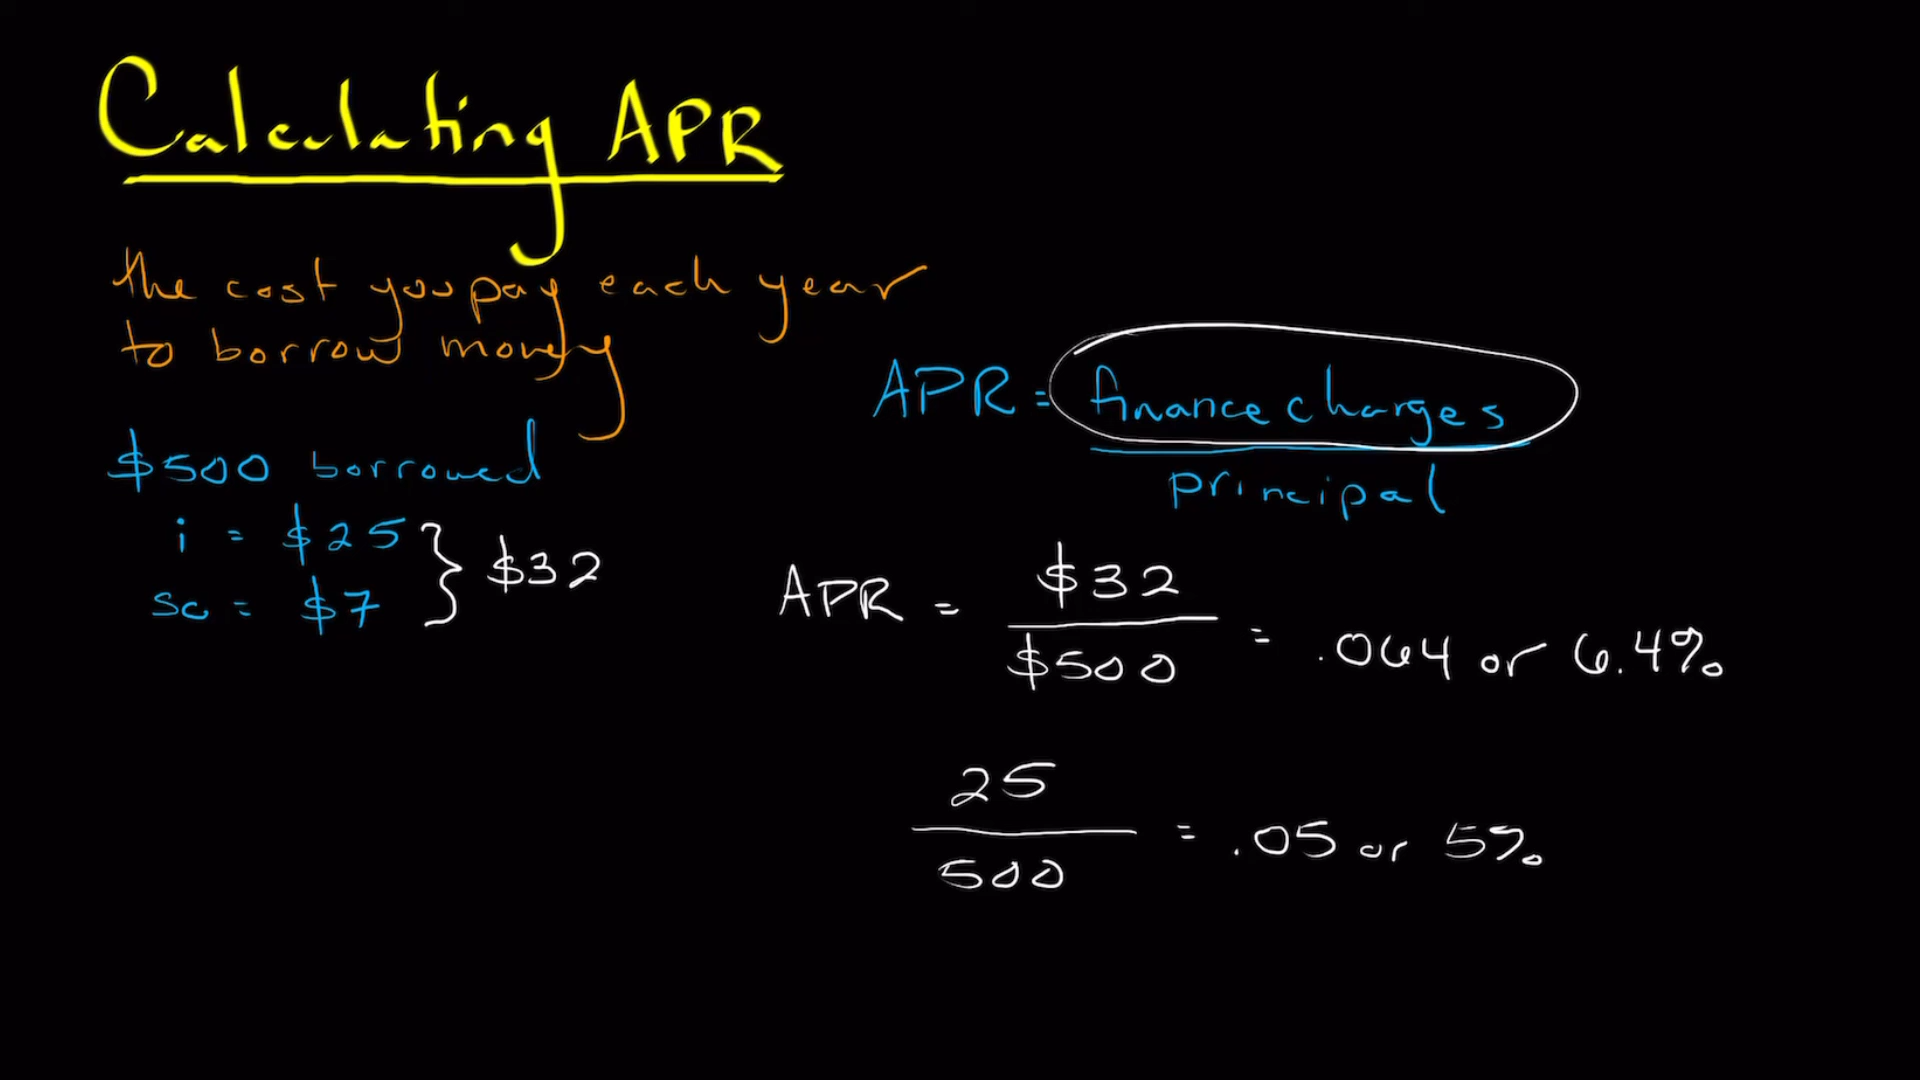 Calculating APR
the cost you pay each year
to borrow money
$500 borrowed
i = $25 } $32
sc = $7
APR = finance charges
principal
APR = $32
$500
= .064 or 6.4%
25
500
= .05 or 5%